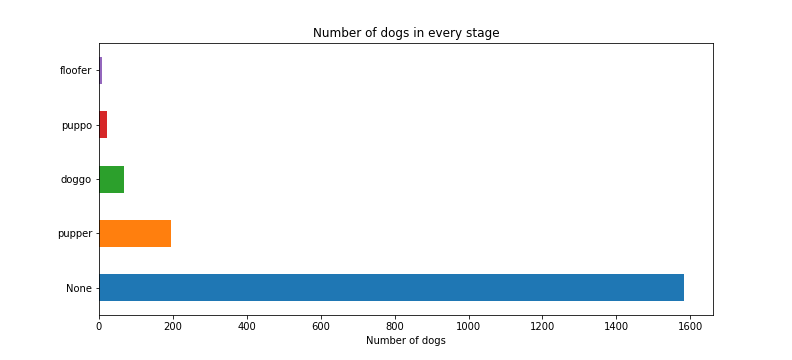 Number of dogs in every stage
floofer
puppo
doggo
pupper
None
0 200 400 600 800 1000 1200 1400 1600
Number of dogs